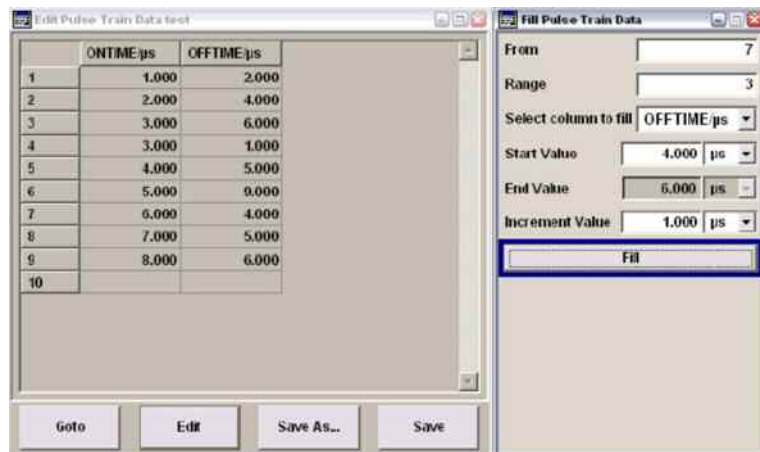 Edit Pulse Train Data test
ONTIME/µs OFFTIME/µs
1 1.000 2.000
2 2.000 4.000
3 3.000 6.000
4 3.000 1.000
5 4.000 5.000
6 5.000 9.000
7 6.000 4.000
8 7.000 5.000
9 8.000 6.000
10
Goto Edit Save As... Save
Fill Pulse Train Data
From 7
Range 3
Select column to fill OFFTIME/µs
Start Value 4.000 µs
End Value 6.000 µs
Increment Value 1.000 µs
Fill